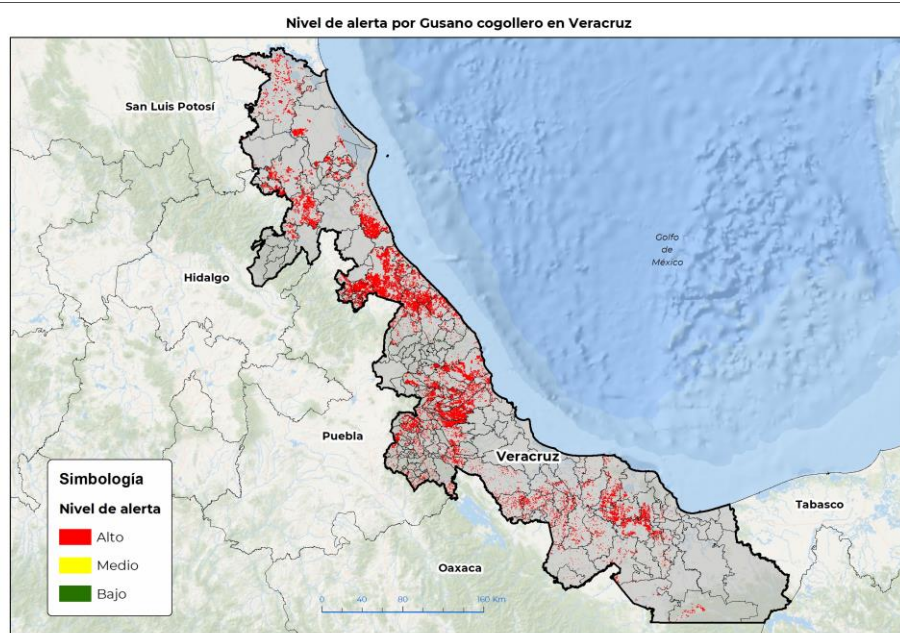 Nivel de alerta por Gusano cogollero en Veracruz
San Luis Potosí
Golfo
de
México
Hidalgo
Puebla
Veracruz
Tabasco
Oaxaca
Simbología
Nivel de alerta
Alto
Medio
Bajo
0 40 80 160 Km